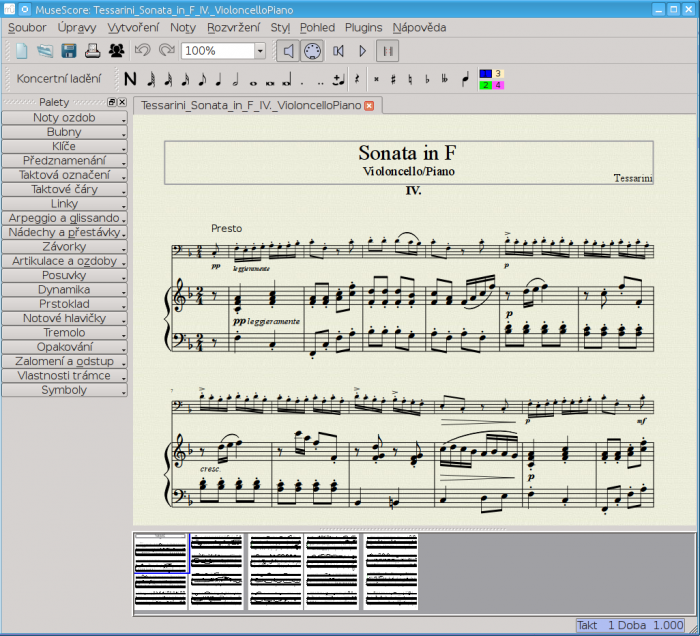 MuseScore: Tessarini_Sonata_in_F_IV._VioloncelloPiano
Soubor Úpravy Vytvoření Noty Rozvržení Styl Pohled Plugins Nápověda
100%
Koncertní ladění N 1 3
2 4
Palety
Tessarini_Sonata_in_F_IV._VioloncelloPiano
Noty ozdob
Bubny
Klíče
Předznamenání
Taktová označení
Taktové čáry
Linky
Arpeggio a glissando
Nádechy a přestávky
Závorky
Artikulace a ozdoby
Posuvky
Dynamika
Prstoklad
Notové hlavičky
Tremolo
Opakování
Zalomení a odstup
Vlastnosti trámce
Symboly
Sonata in F
Violoncello/Piano
Tessarini
IV.
Presto
pp leggieramente p
p
pp leggieramente
p mf
cresc.
p
Takt 1 Doba 1.000